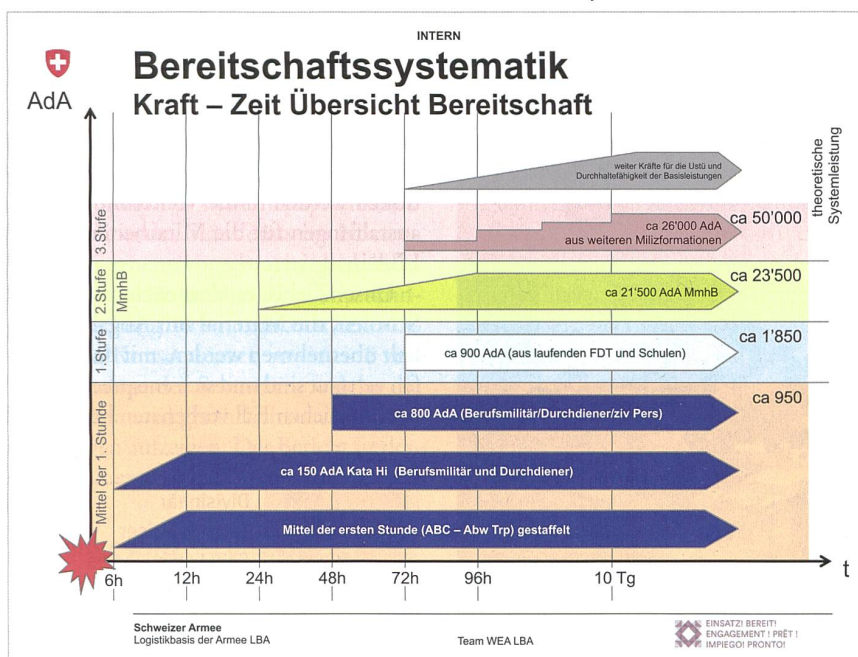 INTERN
Bereitschaftssystematik
Kraft – Zeit Übersicht Bereitschaft
AdA
theoretische
Systemleistung
weiter Kräfte für die Ustü und
Durchhaltefähigkeit der Basisleistungen
3.Stufe
ca 50'000
ca 26'000 AdA
aus weiteren Milizformationen
2.Stufe
MmhB
ca 23'500
ca 21'500 AdA MmhB
1.Stufe
ca 1'850
ca 900 AdA (aus laufenden FDT und Schulen)
Mittel der 1. Stunde
ca 950
ca 800 AdA (Berufsmilitär/Durchdiener/ziv Pers)
ca 150 AdA Kata Hi (Berufsmilitär und Durchdiener)
Mittel der ersten Stunde (ABC – Abw Trp) gestaffelt
6h 12h 24h 48h 72h 96h 10 Tg t
Schweizer Armee
Logistikbasis der Armee LBA
Team WEA LBA
EINSATZ! BEREIT!
ENGAGEMENT ! PRÊT !
IMPIEGO! PRONTO!